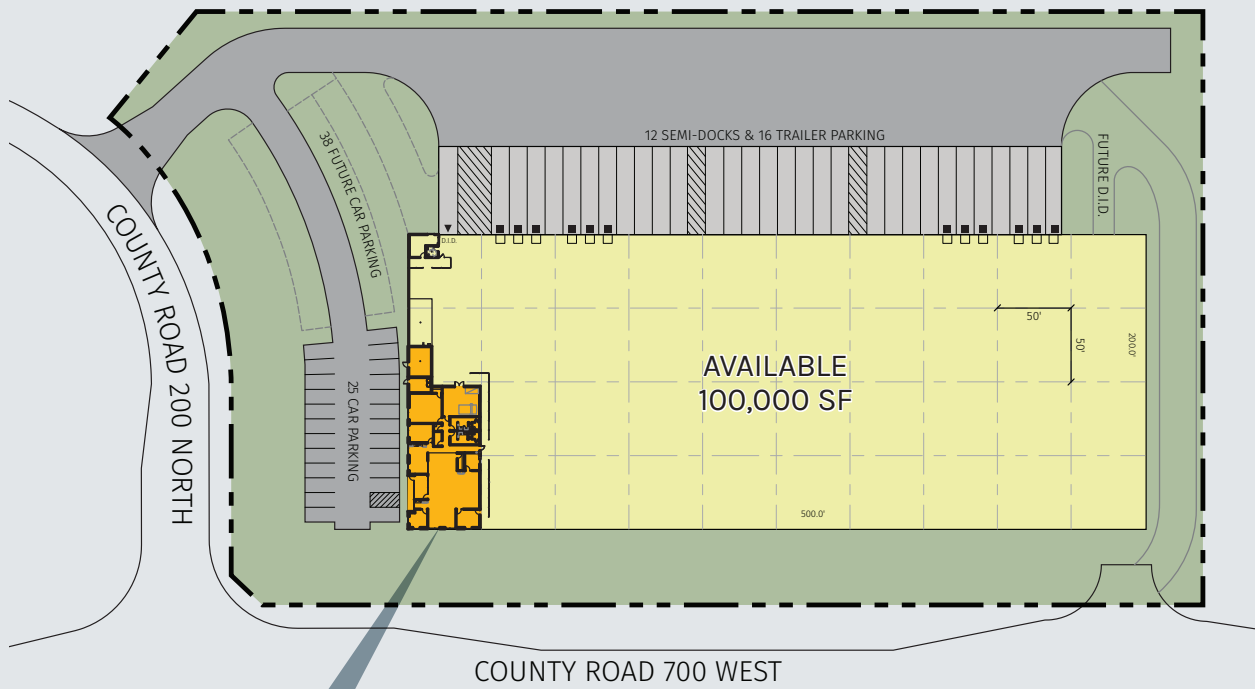 12 SEMI-DOCKS & 16 TRAILER PARKING
38 FUTURE CAR PARKING
FUTURE D.I.D.
D.I.D.
COUNTY ROAD 200 NORTH
50'
50'
200.0'
AVAILABLE
100,000 SF
25 CAR PARKING
500.0'
COUNTY ROAD 700 WEST